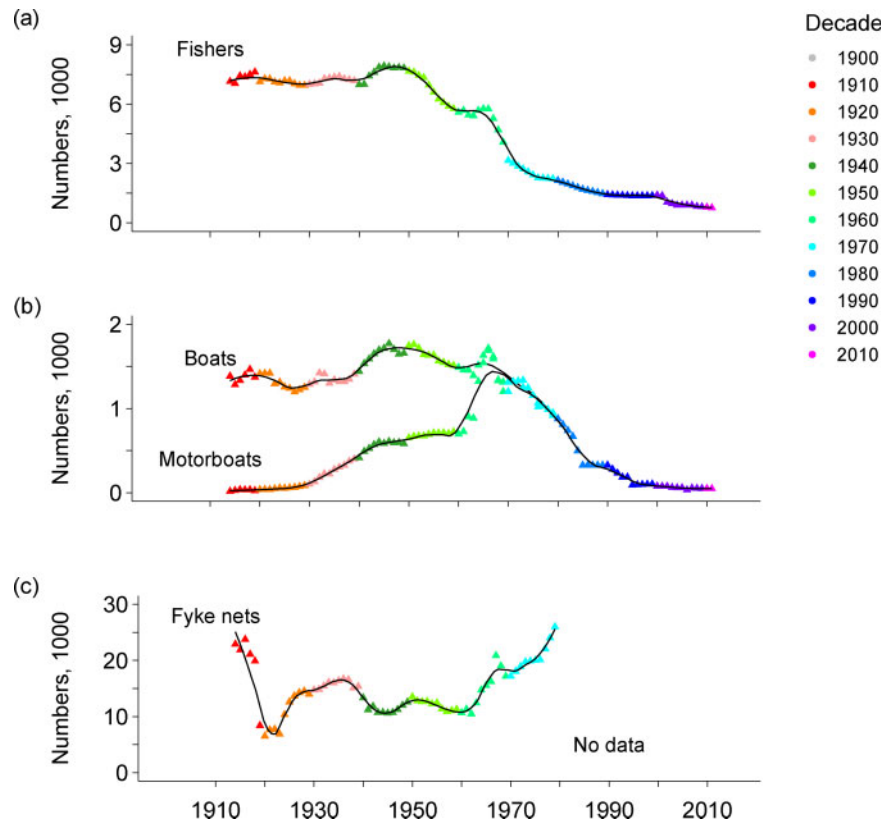 (a)
Numbers, 1000
9
6
3
0
Fishers
(b)
Numbers, 1000
2
1
0
Boats
Motorboats
(c)
Numbers, 1000
30
20
10
0
Fyke nets
No data
1910 1930 1950 1970 1990 2010
Decade
1900
1910
1920
1930
1940
1950
1960
1970
1980
1990
2000
2010